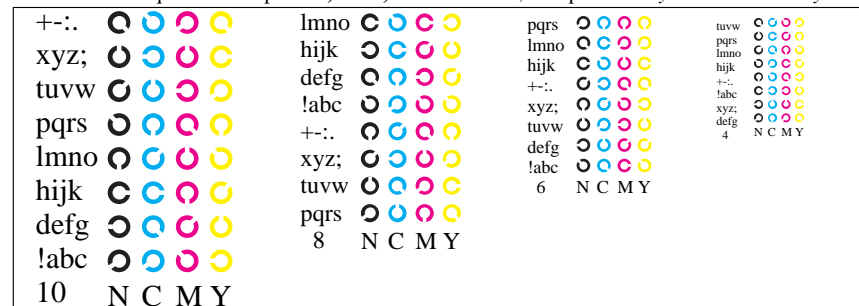 +-:.
xyz;
tuvw
pqrs
lmno
hijk
defg
!abc
10 N C M Y
lmno
hijk
defg
!abc
+-:.
xyz;
tuvw
pqrs
8 N C M Y
pqrs
lmno
hijk
+-:.
xyz;
tuvw
defg
!abc
6 N C M Y
tuvw
pqrs
lmno
hijk
+-:.
!abc
xyz;
defg
4 N C M Y